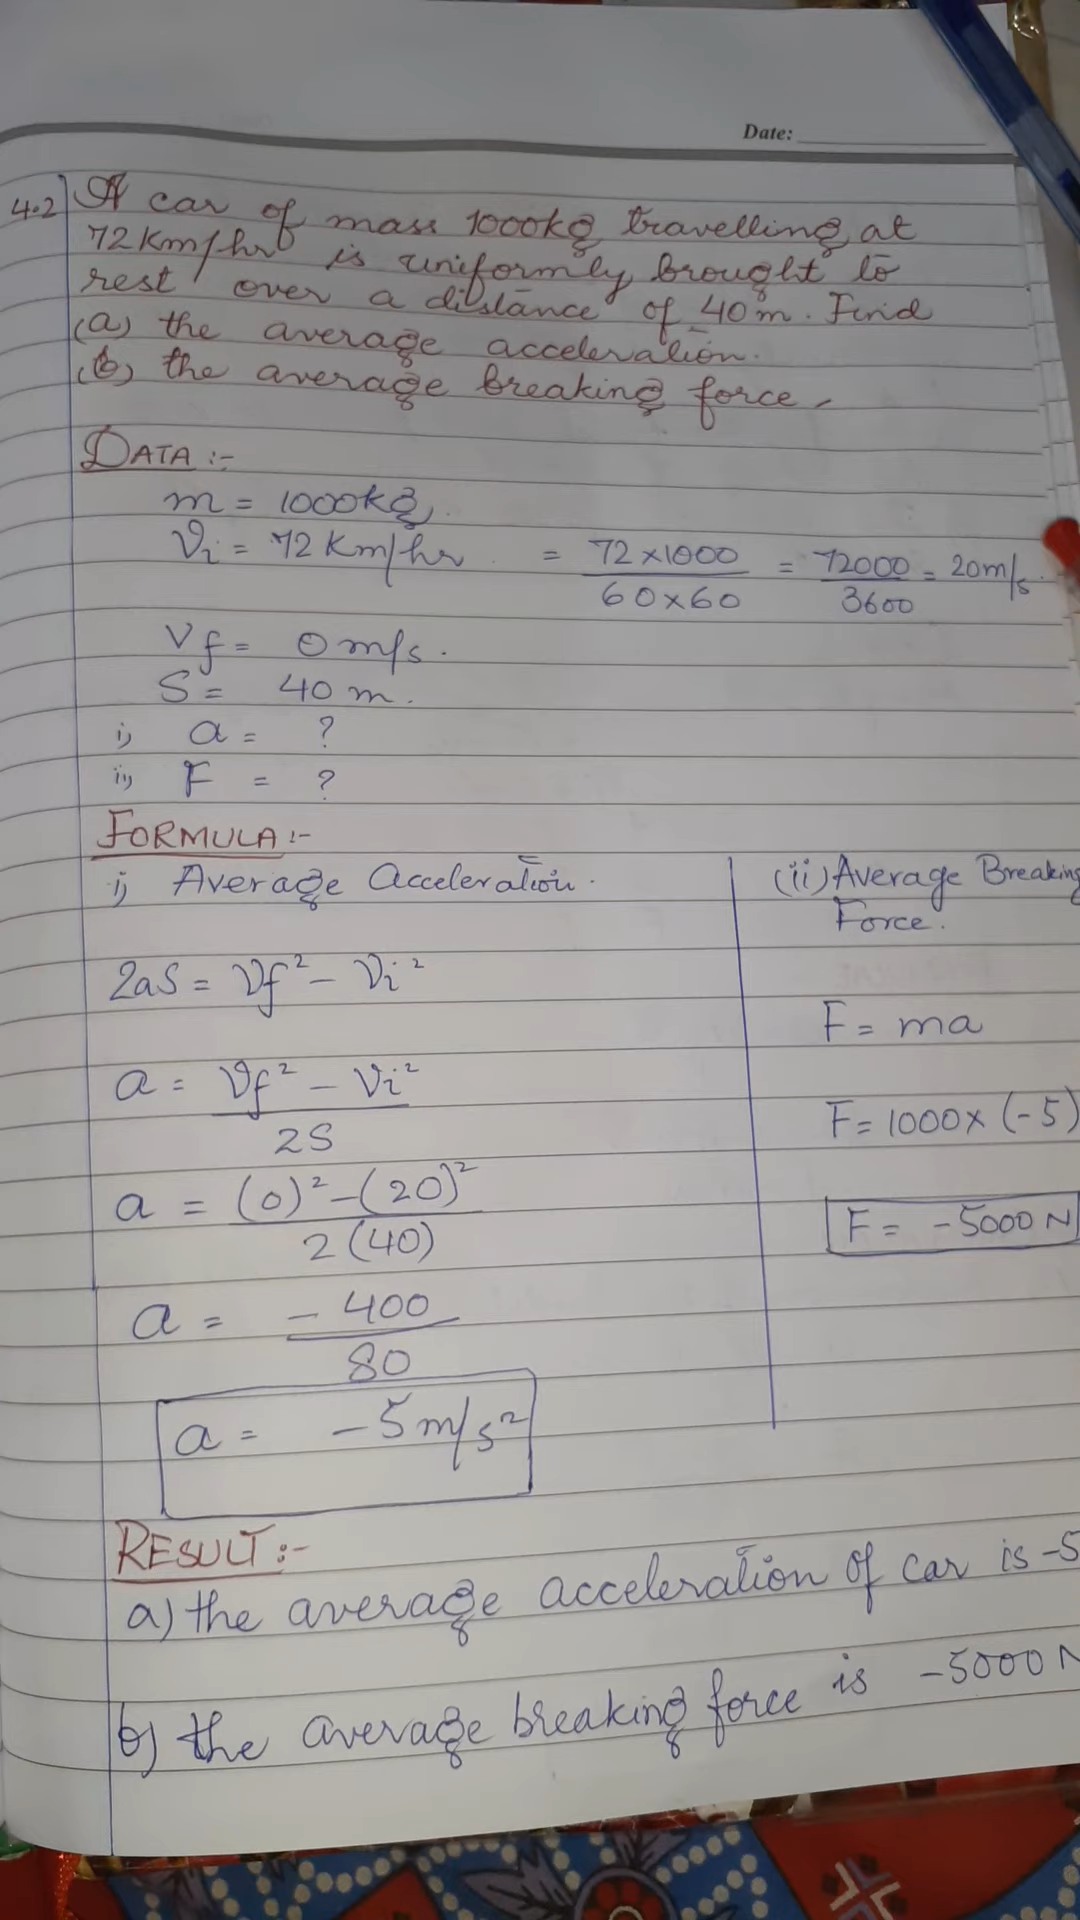 Date:
4.2 A car of mass 1000kg travelling at
72 Km/hr is uniformly brought to
rest over a distance of 40 m. Find
(a) the average acceleration.
(b) the average breaking force.
DATA :-
m = 1000kg.
Vi = 72 Km/hr = 72 x 1000 / 60 x 60 = 72000 / 3600 = 20m/s.
Vf = 0 m/s.
S = 40 m.
i) a = ?
ii) F = ?
FORMULA :-
i) Average Acceleration.
2aS = Vf² - Vi²
a = Vf² - Vi² / 2S
a = (0)² - (20)² / 2 (40)
a = - 400 / 80
a = - 5 m/s²
(ii) Average Breaking
Force.
F = ma
F = 1000 x (-5)
F = - 5000 N
RESULT :-
a) the average acceleration of car is -5
b) the average breaking force is -5000 N